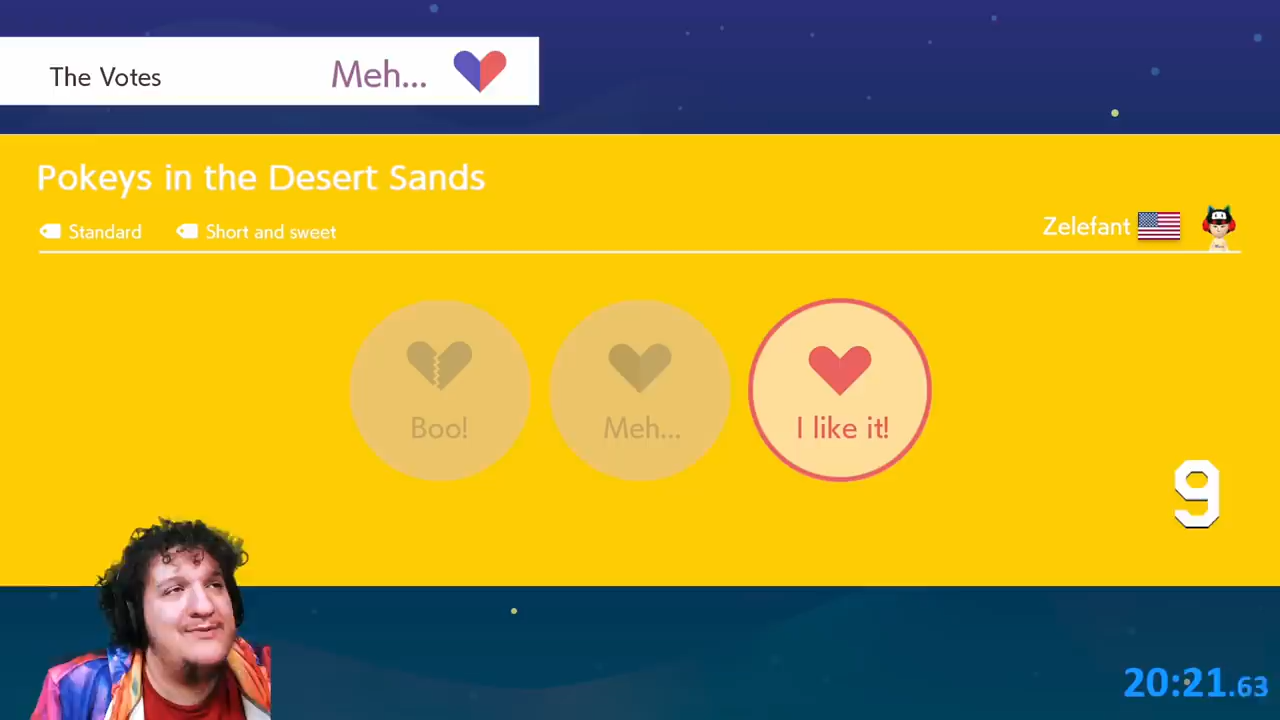 The Votes
Meh...
Pokeys in the Desert Sands
Standard
Short and sweet
Zelefant
Boo!
Meh...
I like it!
9
20:21.63